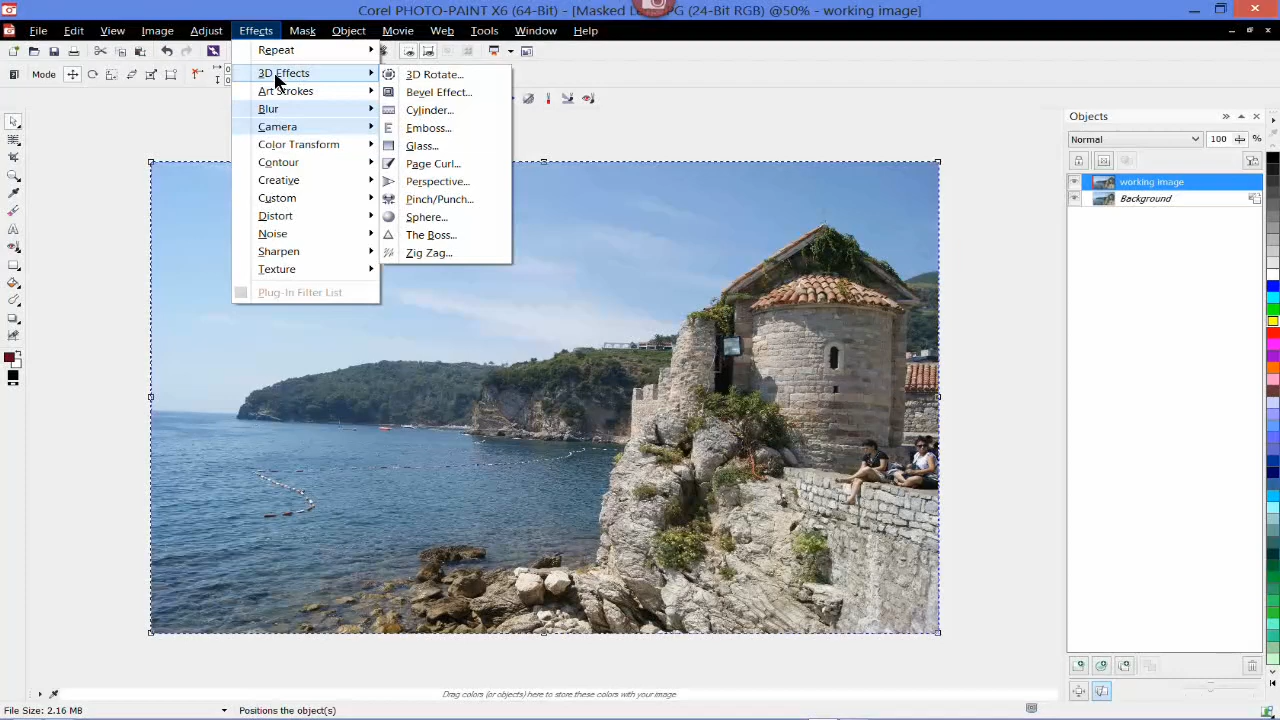 Corel PHOTO-PAINT X6 (64-Bit) - [Masked Le JPG (24-Bit RGB) @50% - working image]
File Edit View Image Adjust Effects Mask Object Movie Web Tools Window Help
Repeat
Mode
3D Effects
Art Strokes
Blur
Camera
Color Transform
Contour
Creative
Custom
Distort
Noise
Sharpen
Texture
Plug-In Filter List
3D Rotate...
Bevel Effect...
Cylinder...
Emboss...
Glass...
Page Curl...
Perspective...
Pinch/Punch...
Sphere...
The Boss...
Zig Zag...
Objects
Normal 100
working image
Background
Drag colors (or objects) here to store these colors with your image
File Size: 2.16 MB Positions the object(s)